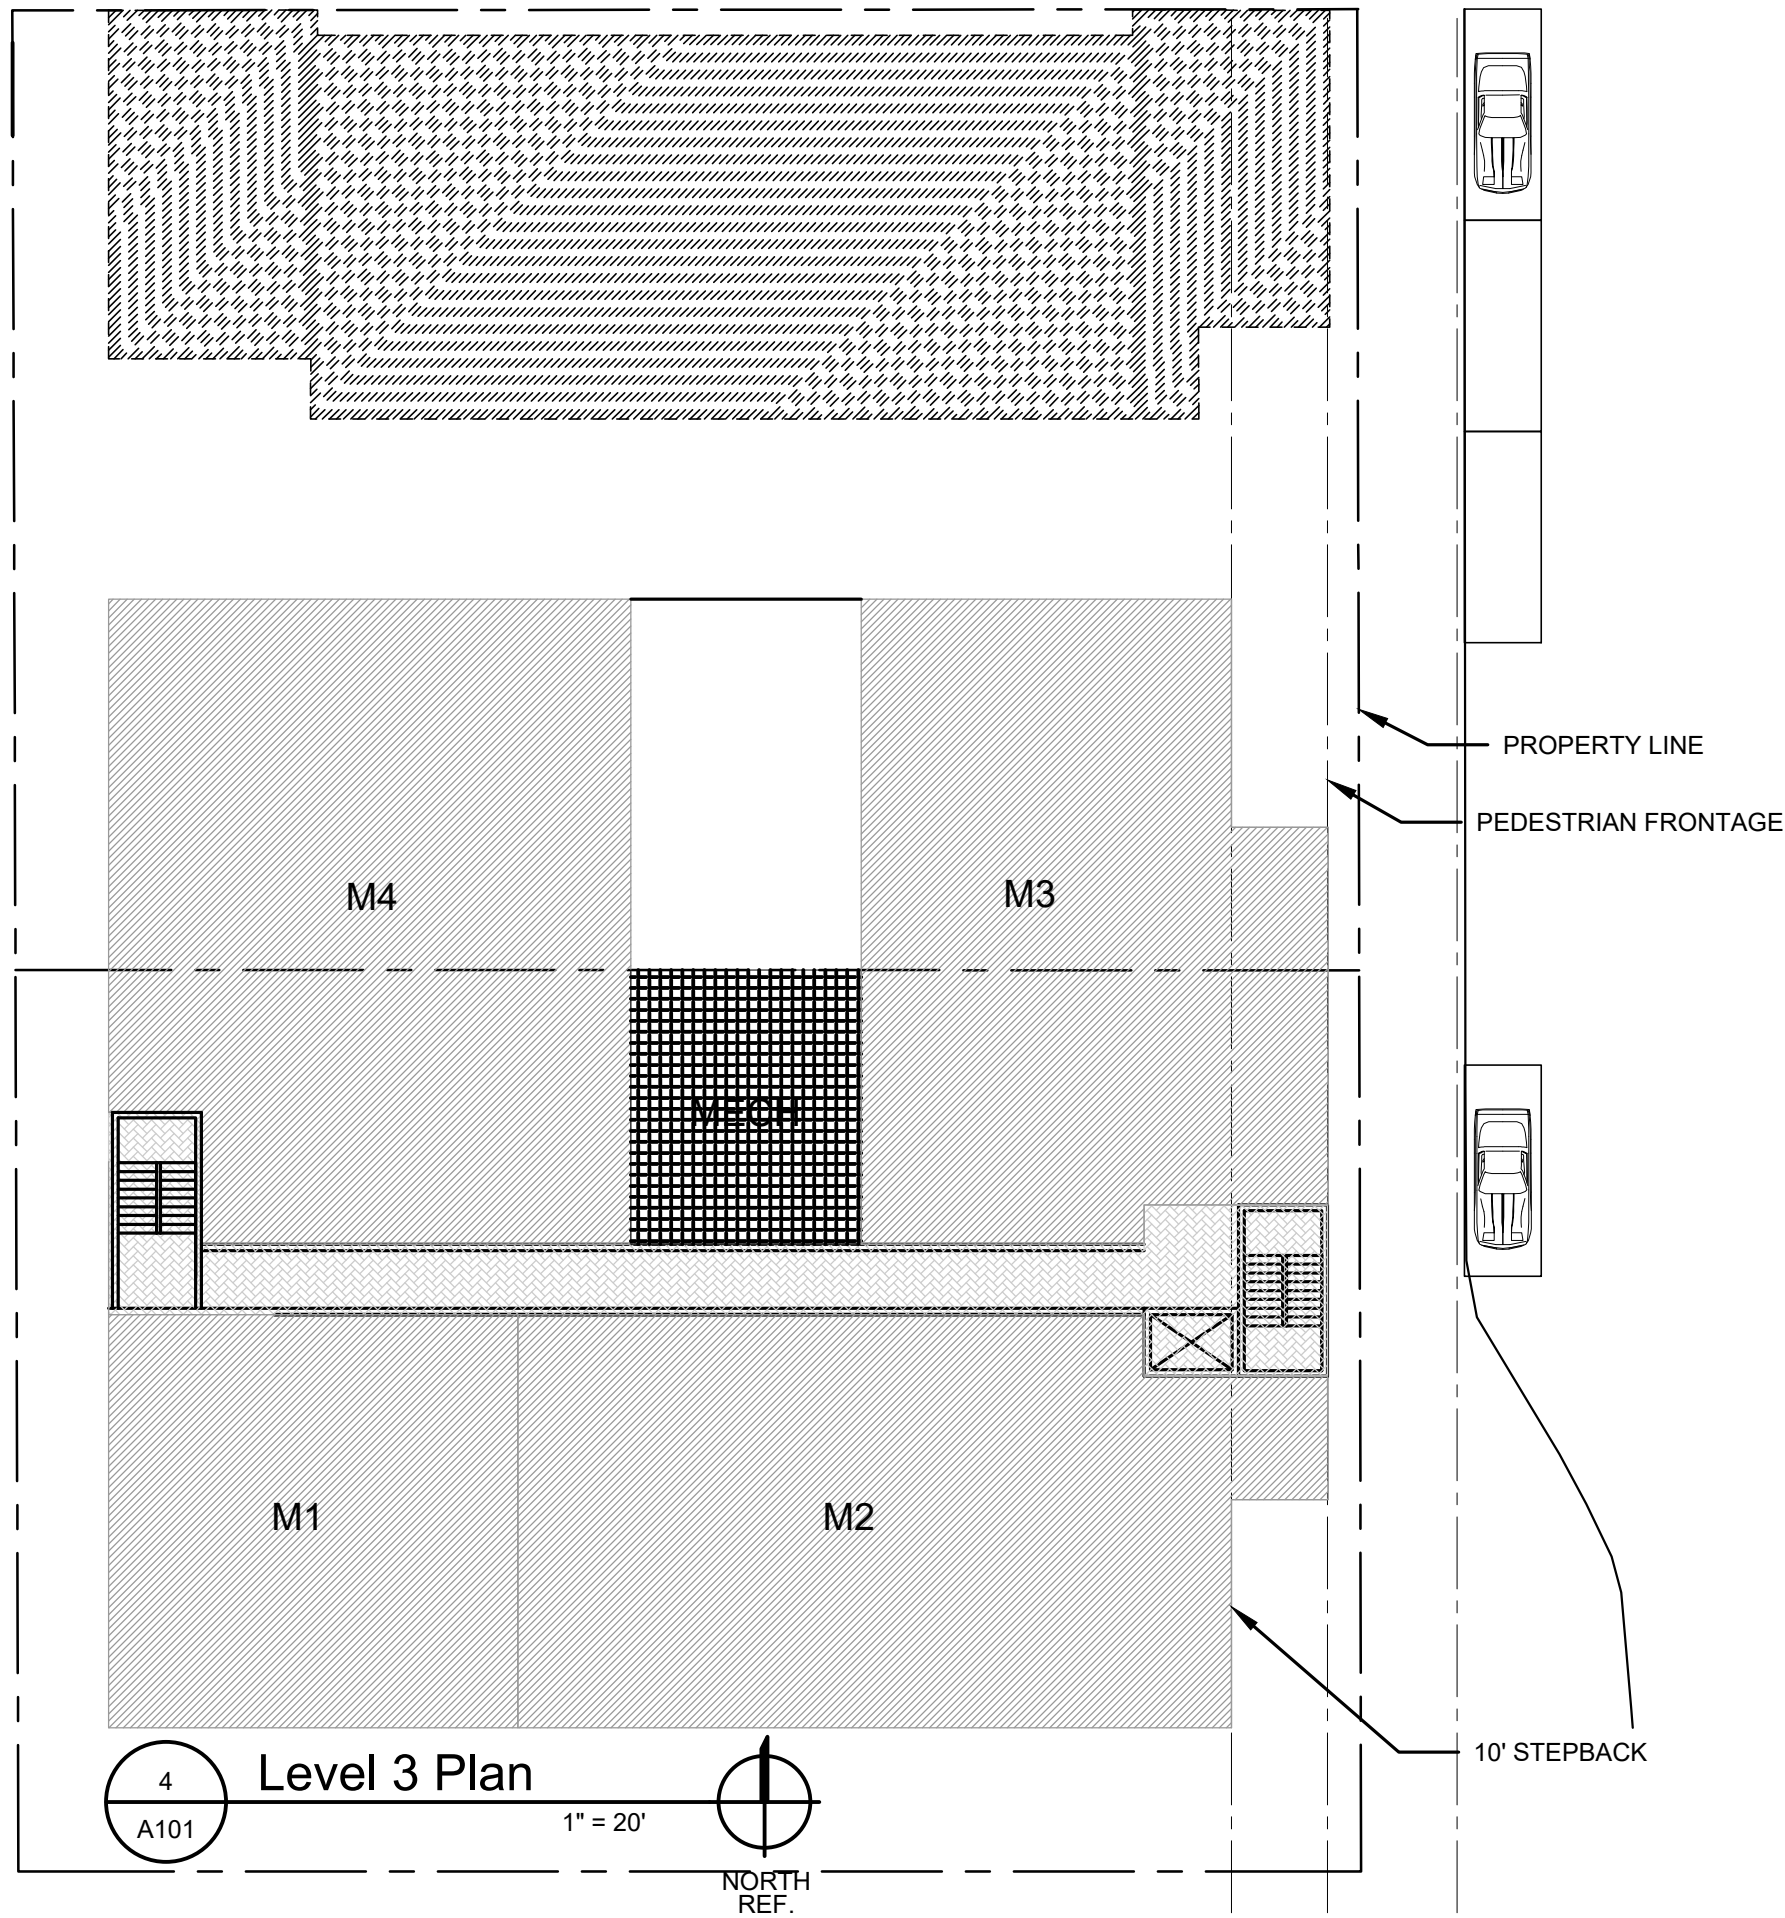 PROPERTY LINE
PEDESTRIAN FRONTAGE
M4
M3
MECH
M1
M2
10' STEPBACK
4
A101
Level 3 Plan
1" = 20'
NORTH
REF.